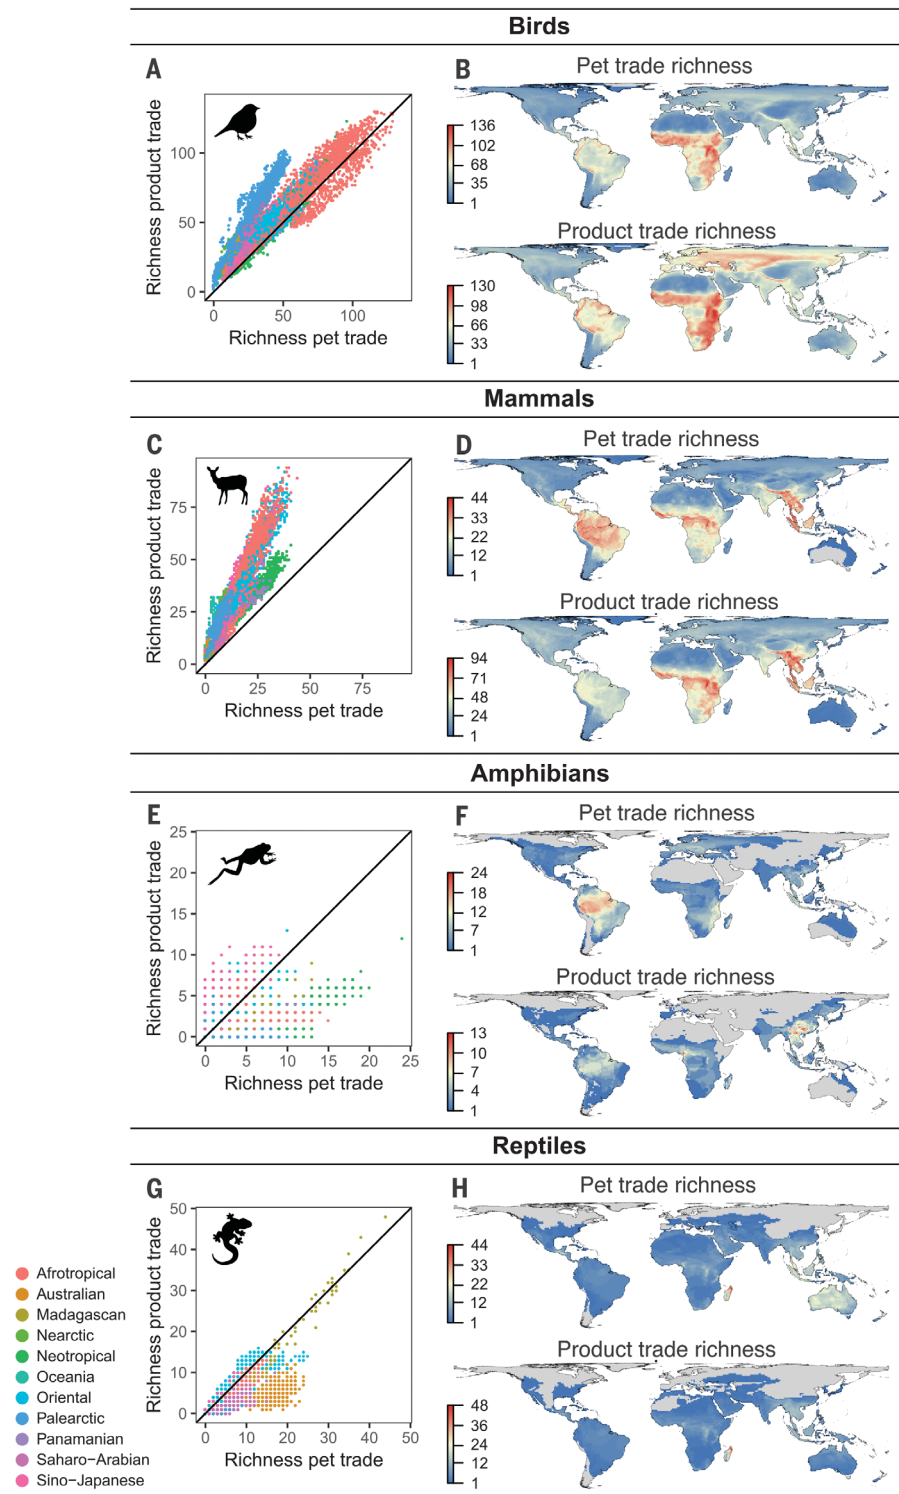 Birds
A
Richness product trade
100
50
0
0 50 100
Richness pet trade
B
Pet trade richness
136
102
68
35
1
Product trade richness
130
98
66
33
1
Mammals
C
Richness product trade
75
50
25
0
0 25 50 75
Richness pet trade
D
Pet trade richness
44
33
22
12
1
Product trade richness
94
71
48
24
1
Amphibians
E
Richness product trade
25
20
15
10
5
0
0 5 10 15 20 25
Richness pet trade
F
Pet trade richness
24
18
12
7
1
Product trade richness
13
10
7
4
1
Reptiles
G
Richness product trade
50
40
30
20
10
0
0 10 20 30 40 50
Richness pet trade
H
Pet trade richness
44
33
22
12
1
Product trade richness
48
36
24
12
1
Afrotropical
Australian
Madagascan
Nearctic
Neotropical
Oceania
Oriental
Palearctic
Panamanian
Saharo−Arabian
Sino−Japanese